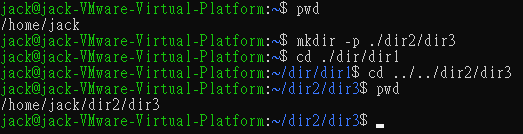 jack@jack-VMware-Virtual-Platform:~$ pwd
/home/jack
jack@jack-VMware-Virtual-Platform:~$ mkdir -p ./dir2/dir3
jack@jack-VMware-Virtual-Platform:~$ cd ./dir/dir1
jack@jack-VMware-Virtual-Platform:~/dir/dir1$ cd ../../dir2/dir3
jack@jack-VMware-Virtual-Platform:~/dir2/dir3$ pwd
/home/jack/dir2/dir3
jack@jack-VMware-Virtual-Platform:~/dir2/dir3$